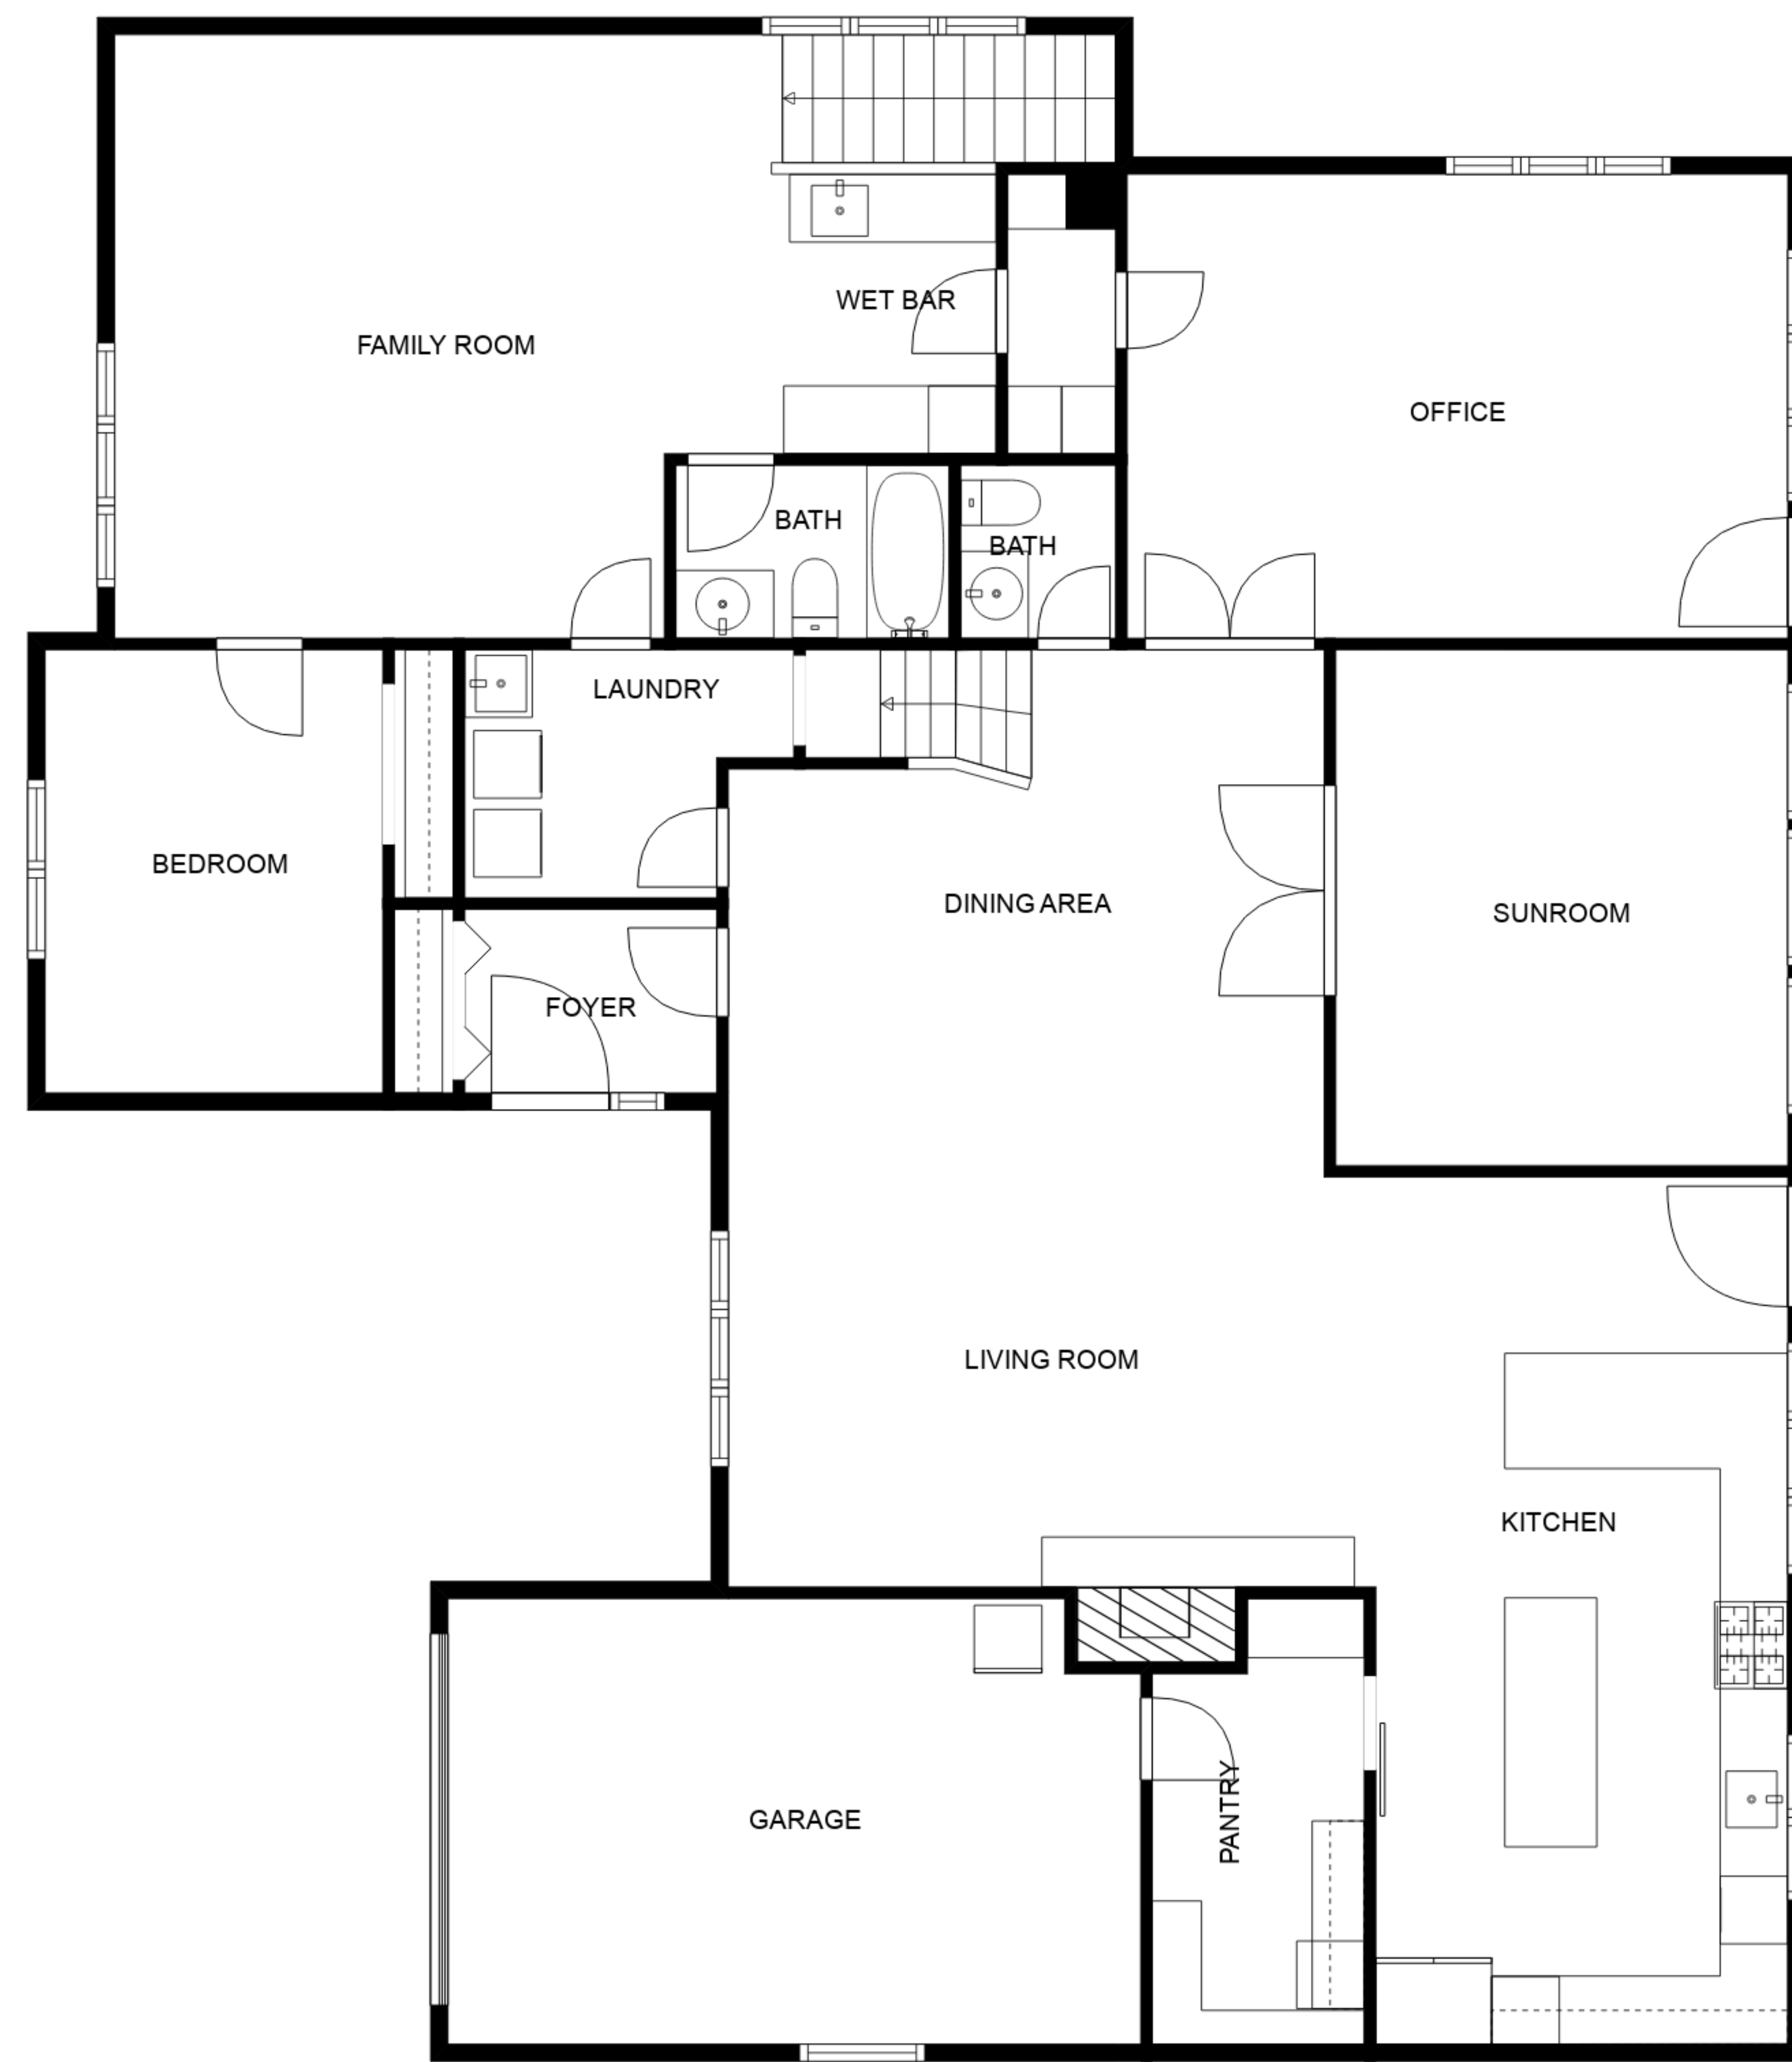 WET BAR
FAMILY ROOM
OFFICE
BATH
BATH
LAUNDRY
BEDROOM
DINING AREA
SUNROOM
FOYER
LIVING ROOM
KITCHEN
GARAGE
PANTRY